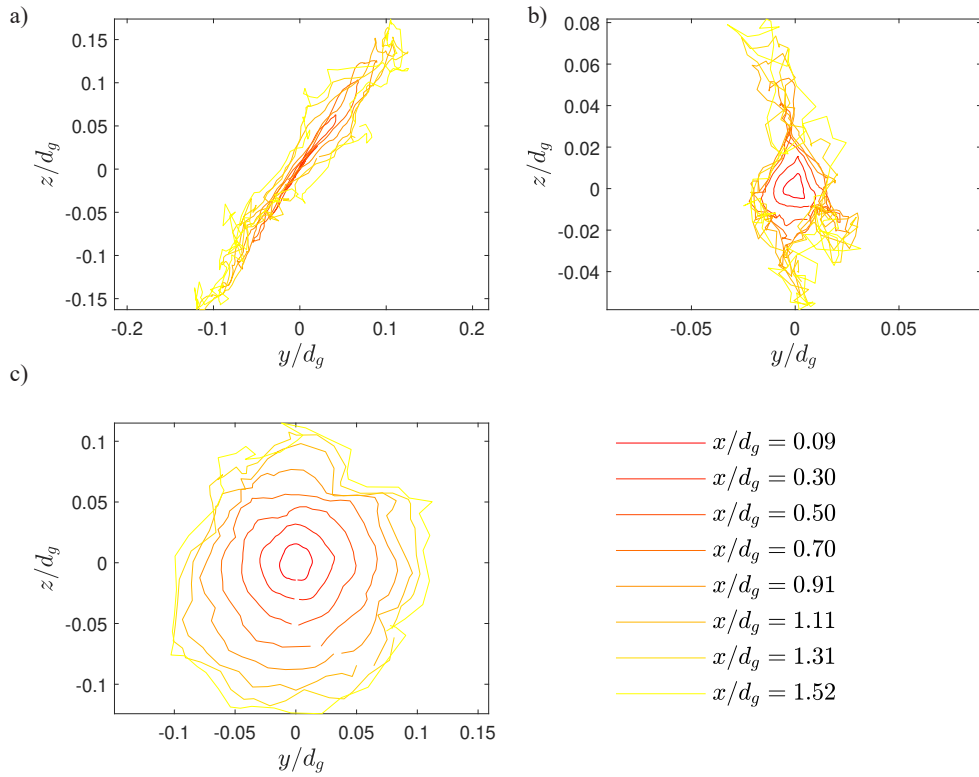 a)
0.15
0.1
0.05
0
-0.05
-0.1
-0.15
z/d_g
-0.2 -0.1 0 0.1 0.2
y/d_g
b)
0.08
0.06
0.04
0.02
0
-0.02
-0.04
z/d_g
-0.05 0 0.05
y/d_g
c)
0.1
0.05
0
-0.05
-0.1
z/d_g
-0.1 -0.05 0 0.05 0.1 0.15
y/d_g
x/d_g = 0.09
x/d_g = 0.30
x/d_g = 0.50
x/d_g = 0.70
x/d_g = 0.91
x/d_g = 1.11
x/d_g = 1.31
x/d_g = 1.52